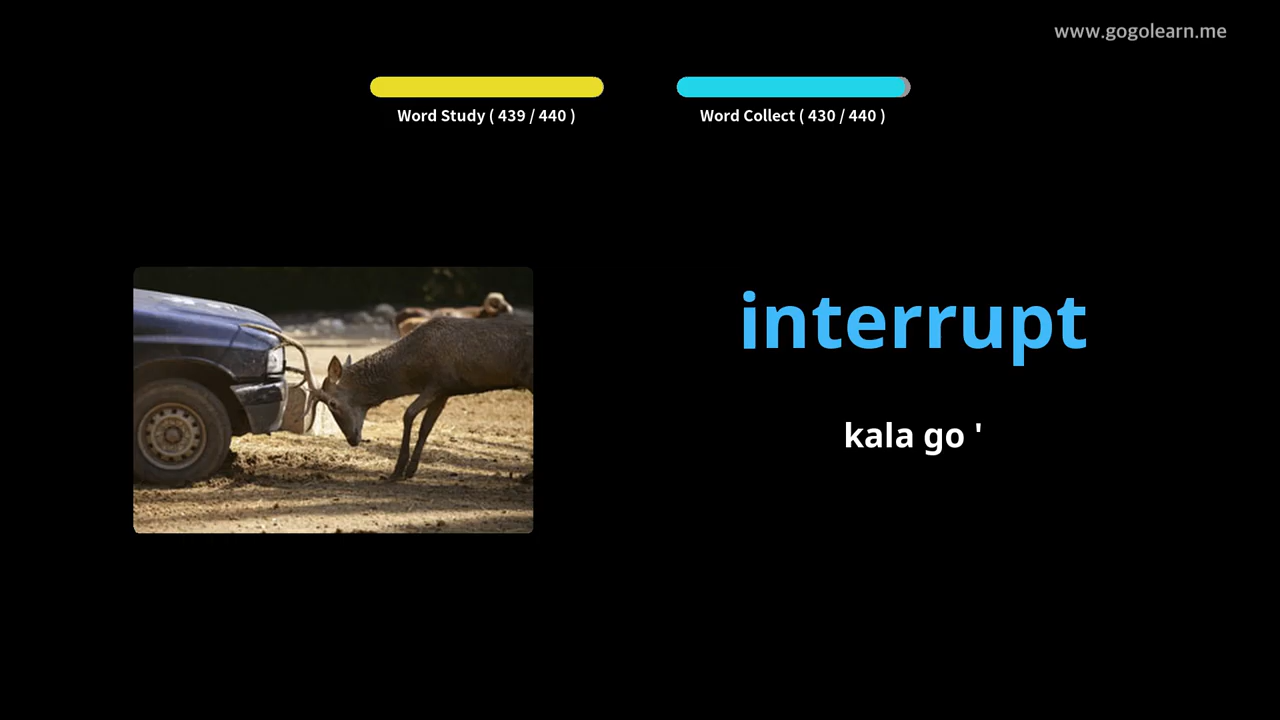 www.gogolearn.me
Word Study ( 439 / 440 )
Word Collect ( 430 / 440 )
interrupt
kala go '